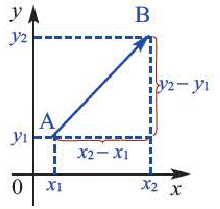 y
y₂
B
y₂ – y₁
A
y₁
x₂ – x₁
0
x₁
x₂
x